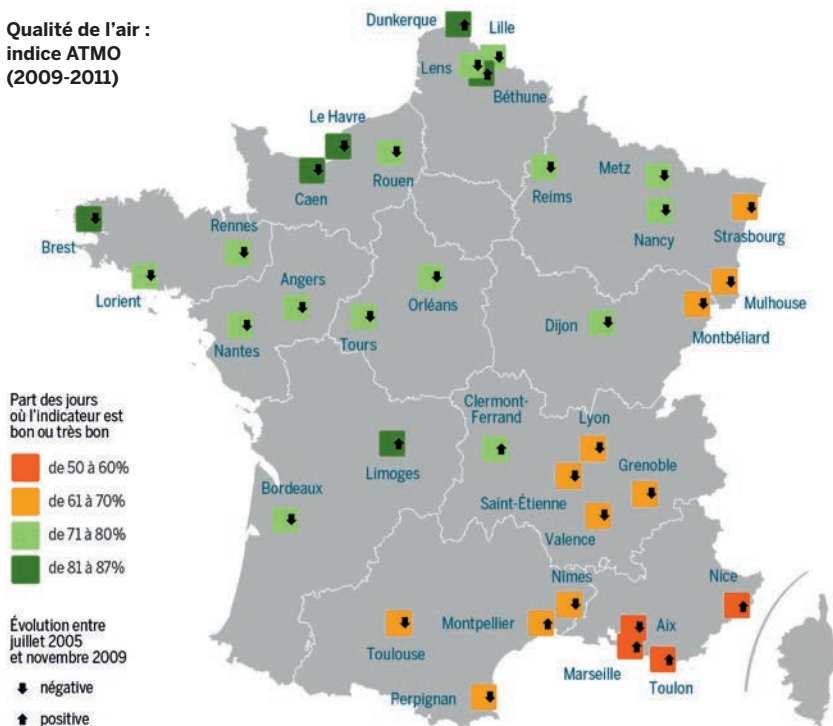 Qualité de l'air :
indice ATMO
(2009-2011)
Dunkerque
Lille
Lens
Béthune
Le Havre
Rouen
Caen
Reims
Metz
Nancy
Strasbourg
Brest
Rennes
Lorient
Angers
Nantes
Tours
Orléans
Dijon
Mulhouse
Montbéliard
Part des jours
où l'indicateur est
bon ou très bon
de 50 à 60%
de 61 à 70%
de 71 à 80%
de 81 à 87%
Clermont-
Ferrand
Lyon
Limoges
Grenoble
Saint-Étienne
Valence
Bordeaux
Nîmes
Nice
Montpellier
Aix
Toulouse
Marseille
Toulon
Perpignan
Évolution entre
juillet 2005
et novembre 2009
négative
positive